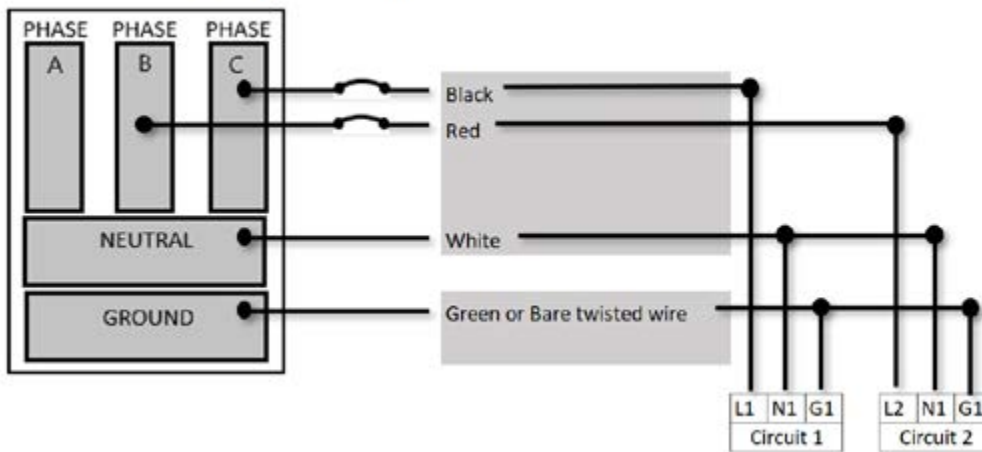 PHASE PHASE PHASE
A B C
Black
Red
NEUTRAL
White
GROUND
Green or Bare twisted wire
L1 N1 G1
Circuit 1
L2 N1 G1
Circuit 2